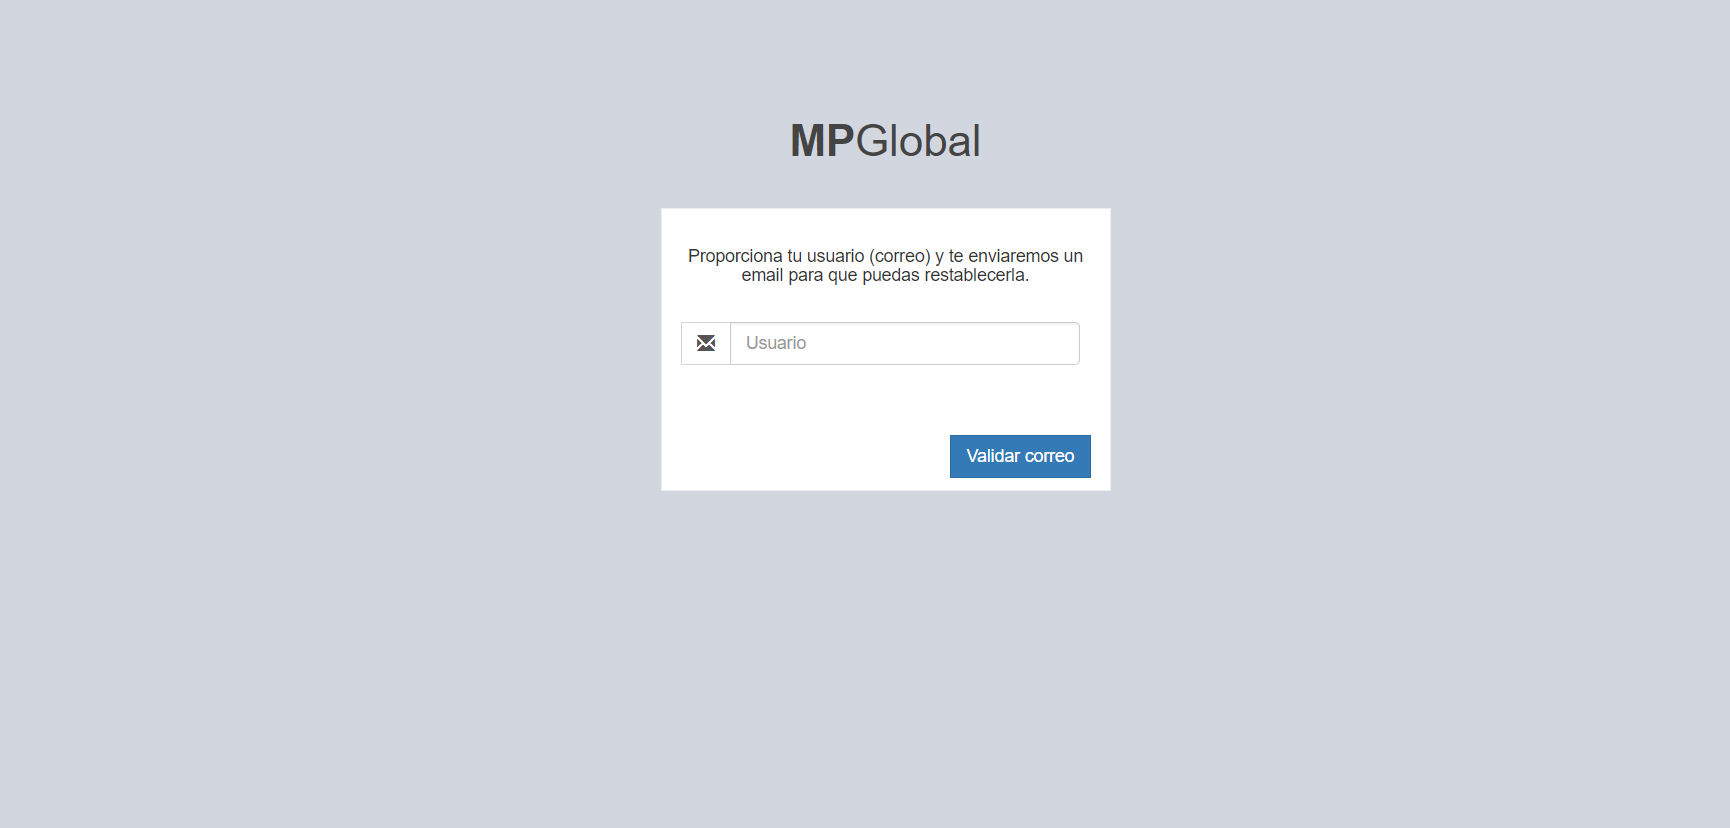 MPGlobal
Proporciona tu usuario (correo) y te enviaremos un
email para que puedas restablecerla.
Usuario
Validar correo